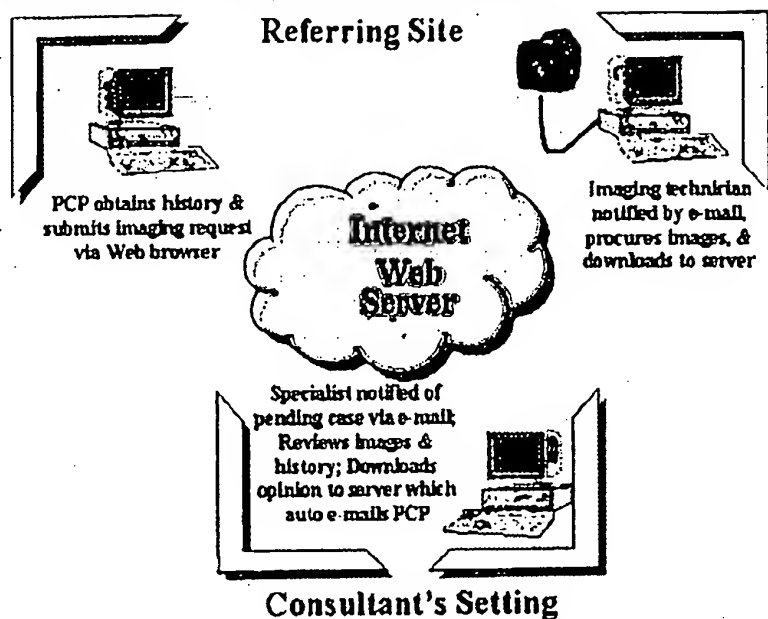 Referring Site
PCP obtains history &
submits imaging request
via Web browser
Imaging technician
notified by e-mail,
procures images, &
downloads to server
Internet
Web
Server
Specialist notified of
pending case via e-mail;
Reviews images &
history; Downloads
opinion to server which
auto e-mails PCP
Consultant's Setting